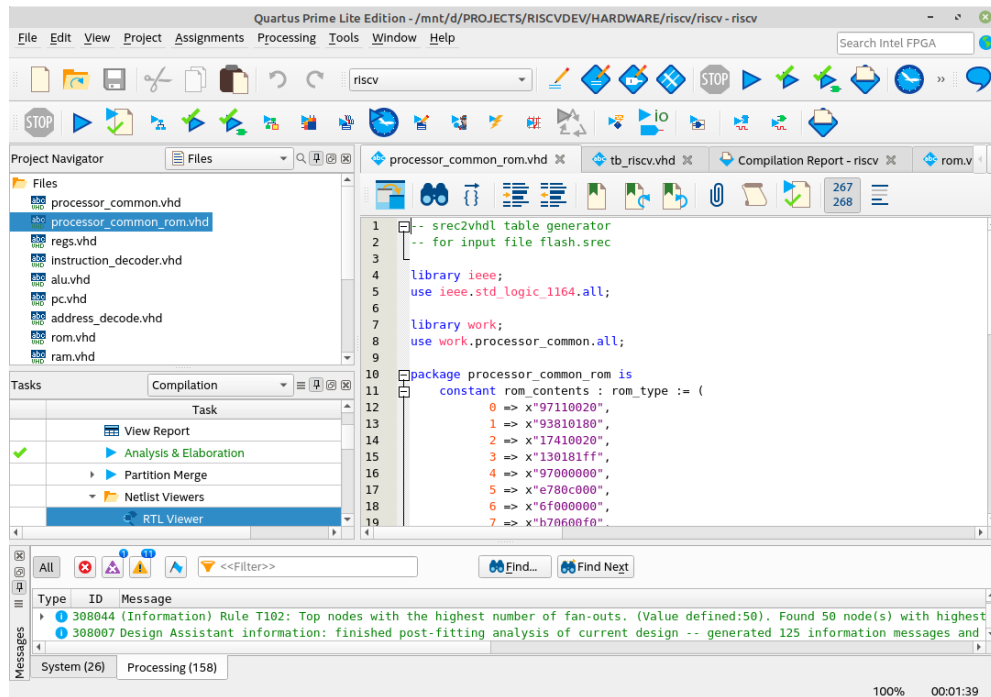 Quartus Prime Lite Edition - /mnt/d/PROJECTS/RISCVDEV/HARDWARE/riscv/riscv - riscv
File Edit View Project Assignments Processing Tools Window Help
Search Intel FPGA
riscv
STOP
»
STOP
io
Project Navigator
Files
processor_common_rom.vhd
tb_riscv.vhd
Compilation Report - riscv
rom.v
Files
processor_common.vhd
processor_common_rom.vhd
regs.vhd
instruction_decoder.vhd
alu.vhd
pc.vhd
address_decode.vhd
rom.vhd
ram.vhd
267
268
1 -- srec2vhdl table generator
2 -- for input file flash.srec
3
4 library ieee;
5 use ieee.std_logic_1164.all;
6
7 library work;
8 use work.processor_common.all;
9
10 package processor_common_rom is
11 constant rom_contents : rom_type := (
12 0 => x"97110020",
13 1 => x"93810180",
14 2 => x"17410020",
15 3 => x"130181ff",
16 4 => x"97000000",
17 5 => x"e780c000",
18 6 => x"6f000000",
19 7 => x"b70600f0",
Tasks
Compilation
Task
View Report
Analysis & Elaboration
Partition Merge
Netlist Viewers
RTL Viewer
All
1
11
<<Filter>>
Find...
Find Next
Type ID Message
308044 (Information) Rule T102: Top nodes with the highest number of fan-outs. (Value defined:50). Found 50 node(s) with highest
308007 Design Assistant information: finished post-fitting analysis of current design -- generated 125 information messages and
Messages
System (26)
Processing (158)
100% 00:01:39